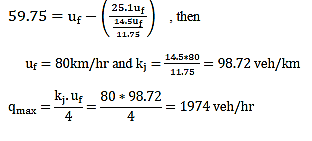 59.75 = u_f − (25.1u_f / (14.5u_f / 11.75)) , then
u_f = 80km/hr and k_j = 14.5*80 / 11.75 = 98.72 veh/km
q_max = k_j. u_f / 4 = 80 * 98.72 / 4 = 1974 veh/hr